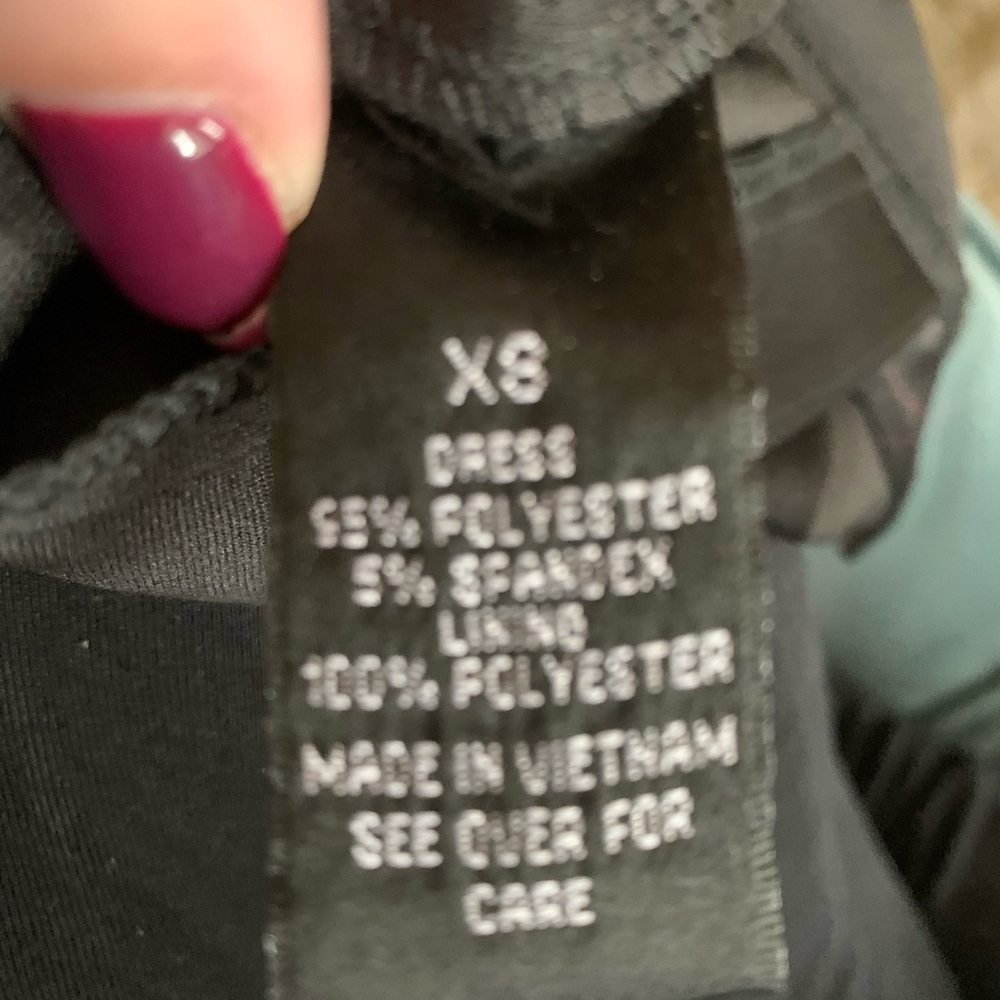 XS
DRESS
95% POLYESTER
5% SPANDEX
LINING
100% POLYESTER
MADE IN VIETNAM
SEE OVER FOR
CARE